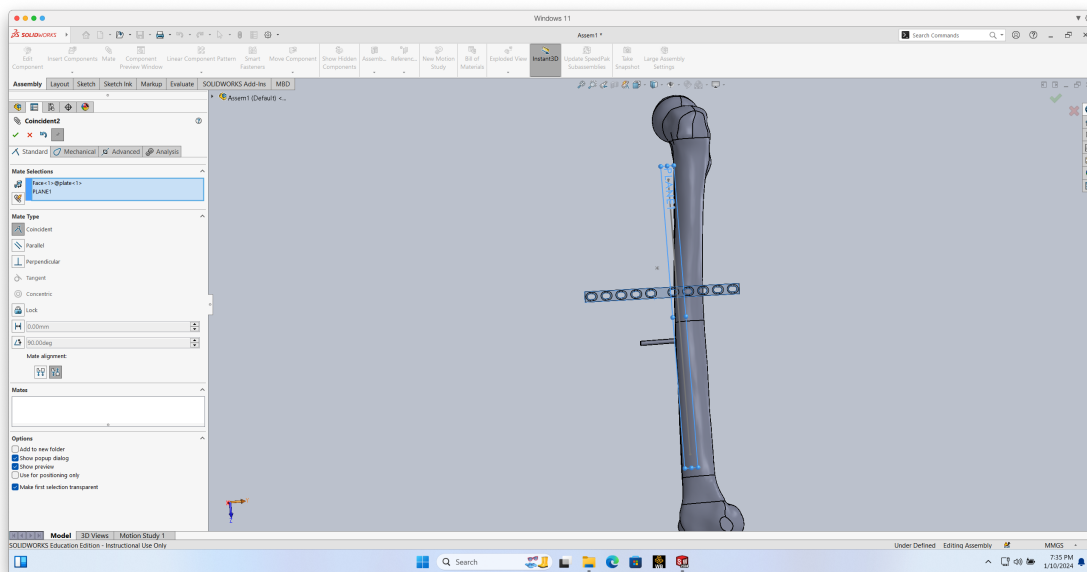 Windows 11
SOLIDWORKS
Assem1 *
Search Commands
Edit Component
Insert Components
Mate
Component Preview Window
Linear Component Pattern
Smart Fasteners
Move Component
Show Hidden Components
Assemb...
Referenc...
New Motion Study
Bill of Materials
Exploded View
Instant3D
Update SpeedPak Subassemblies
Take Snapshot
Large Assembly Settings
Assembly Layout Sketch Sketch Ink Markup Evaluate SOLIDWORKS Add-Ins MBD
Assem1 (Default) <...
Coincident2
Standard Mechanical Advanced Analysis
Mate Selections
Face<1>@plate<1>
PLANE1
Mate Type
Coincident
Parallel
Perpendicular
Tangent
Concentric
Lock
0.00mm
90.00deg
Mate alignment:
Mates
Options
Add to new folder
Show popup dialog
Show preview
Use for positioning only
Make first selection transparent
Model 3D Views Motion Study 1
SOLIDWORKS Education Edition - Instructional Use Only
Under Defined Editing Assembly MMGS
Search
7:35 PM
1/10/2024